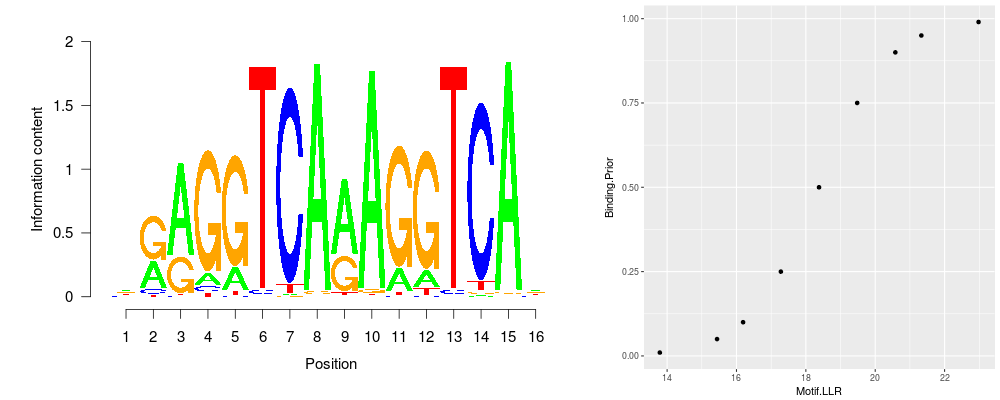 2
1.5
1
0.5
0
Information content
G A
A G
G A
G A
T
C T
A
A G
A
G A
G A
T
C T
A
1 2 3 4 5 6 7 8 9 10 11 12 13 14 15 16
Position
1.00
0.75
0.50
0.25
0.00
Binding.Prior
14 16 18 20 22
Motif.LLR